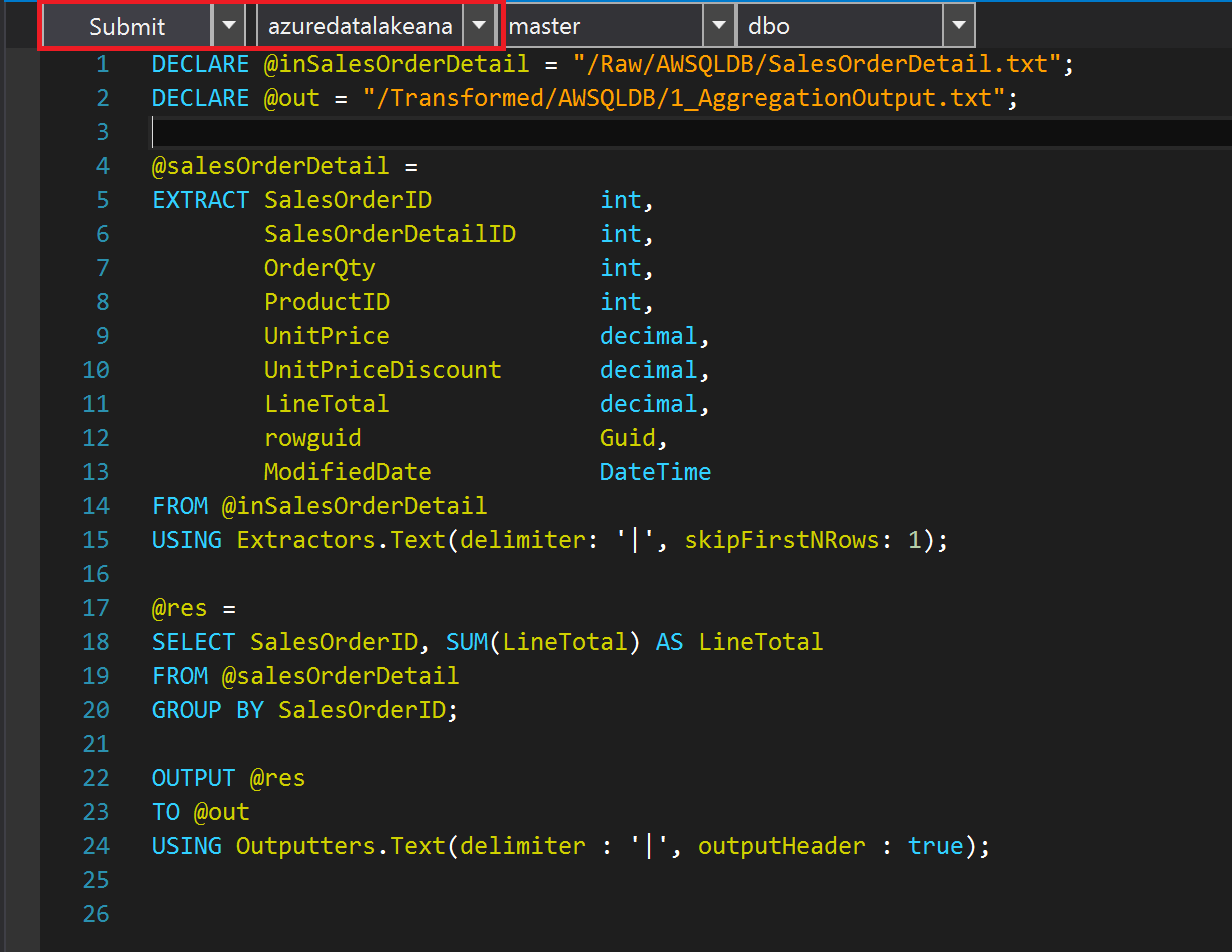 Submit azuredatalakeana master dbo
1 DECLARE @inSalesOrderDetail = "/Raw/AWSQLDB/SalesOrderDetail.txt";
2 DECLARE @out = "/Transformed/AWSQLDB/1_AggregationOutput.txt";
3
4 @salesOrderDetail =
5 EXTRACT SalesOrderID int,
6 SalesOrderDetailID int,
7 OrderQty int,
8 ProductID int,
9 UnitPrice decimal,
10 UnitPriceDiscount decimal,
11 LineTotal decimal,
12 rowguid Guid,
13 ModifiedDate DateTime
14 FROM @inSalesOrderDetail
15 USING Extractors.Text(delimiter: '|', skipFirstNRows: 1);
16
17 @res =
18 SELECT SalesOrderID, SUM(LineTotal) AS LineTotal
19 FROM @salesOrderDetail
20 GROUP BY SalesOrderID;
21
22 OUTPUT @res
23 TO @out
24 USING Outputters.Text(delimiter : '|', outputHeader : true);
25
26